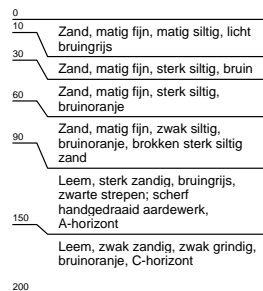 0
10
Zand, matig fijn, matig siltig, licht
bruingrijs
30
Zand, matig fijn, sterk siltig, bruin
60
Zand, matig fijn, sterk siltig,
bruinoranje
90
Zand, matig fijn, zwak siltig,
bruinoranje, brokken sterk siltig
zand
Leem, sterk zandig, bruingrijs,
zwarte strepen; scherf
handgedraaid aardewerk,
A-horizont
150
Leem, zwak zandig, zwak grindig,
bruinoranje, C-horizont
200